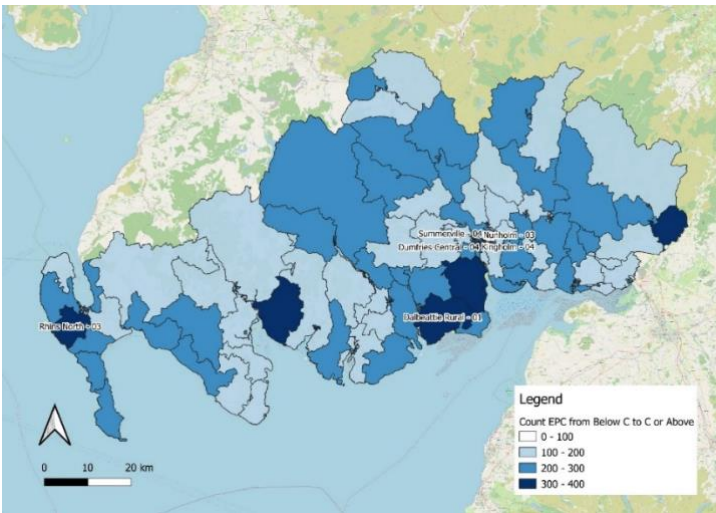 Summerville - 04 Nunholm - 03
Dumfries Central - 04 Kingholm - 04
Rhins North - 03
Dalbeattie Rural - 01
Legend
Count EPC from Below C to C or Above
0 - 100
100 - 200
200 - 300
300 - 400
0 10 20 km